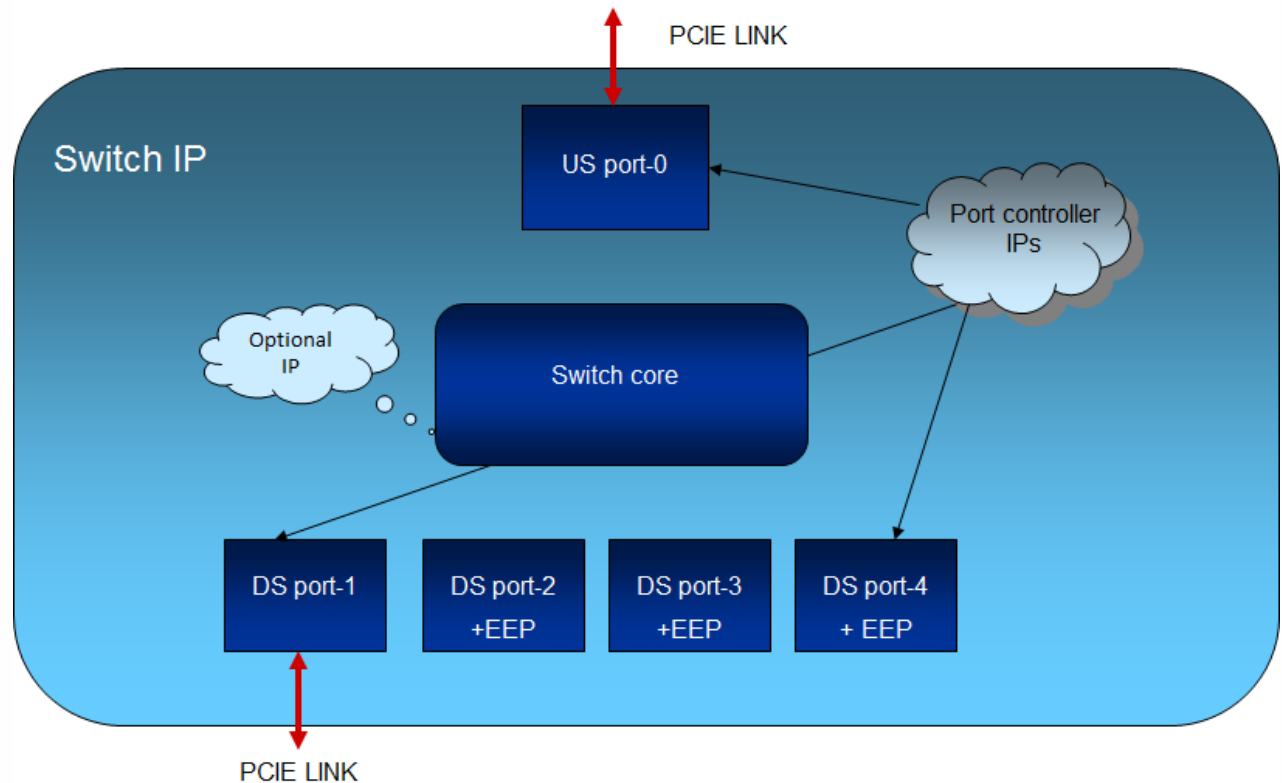 PCIE LINK
Switch IP
US port-0
Port controller
IPs
Optional
IP
Switch core
DS port-1
DS port-2
+EEP
DS port-3
+EEP
DS port-4
+ EEP
PCIE LINK